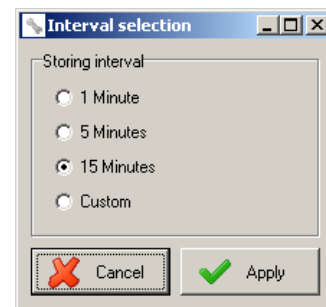 Interval selection
Storing interval
1 Minute
5 Minutes
15 Minutes
Custom
Cancel Apply